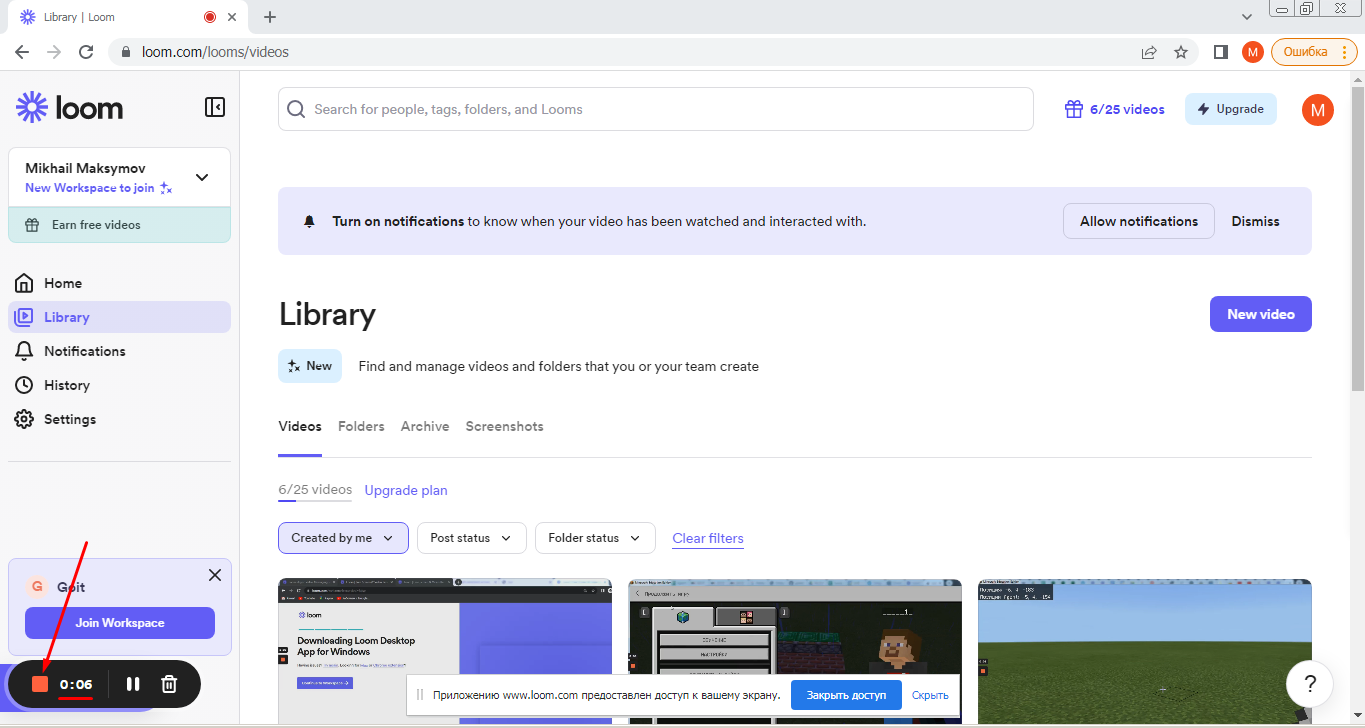 Library | Loom
loom.com/looms/videos
M
Ошибка
loom
Search for people, tags, folders, and Looms
6/25 videos
Upgrade
M
Mikhail Maksymov
New Workspace to join
Earn free videos
Turn on notifications to know when your video has been watched and interacted with.
Allow notifications
Dismiss
Home
Library
Notifications
History
Settings
Library
New video
New
Find and manage videos and folders that you or your team create
Videos
Folders
Archive
Screenshots
6/25 videos
Upgrade plan
Created by me
Post status
Folder status
Clear filters
G
Goit
Join Workspace
0:06
loom
Downloading Loom Desktop
App for Windows
Приложению www.loom.com предоставлен доступ к вашему экрану.
Закрыть доступ
Скрыть
?